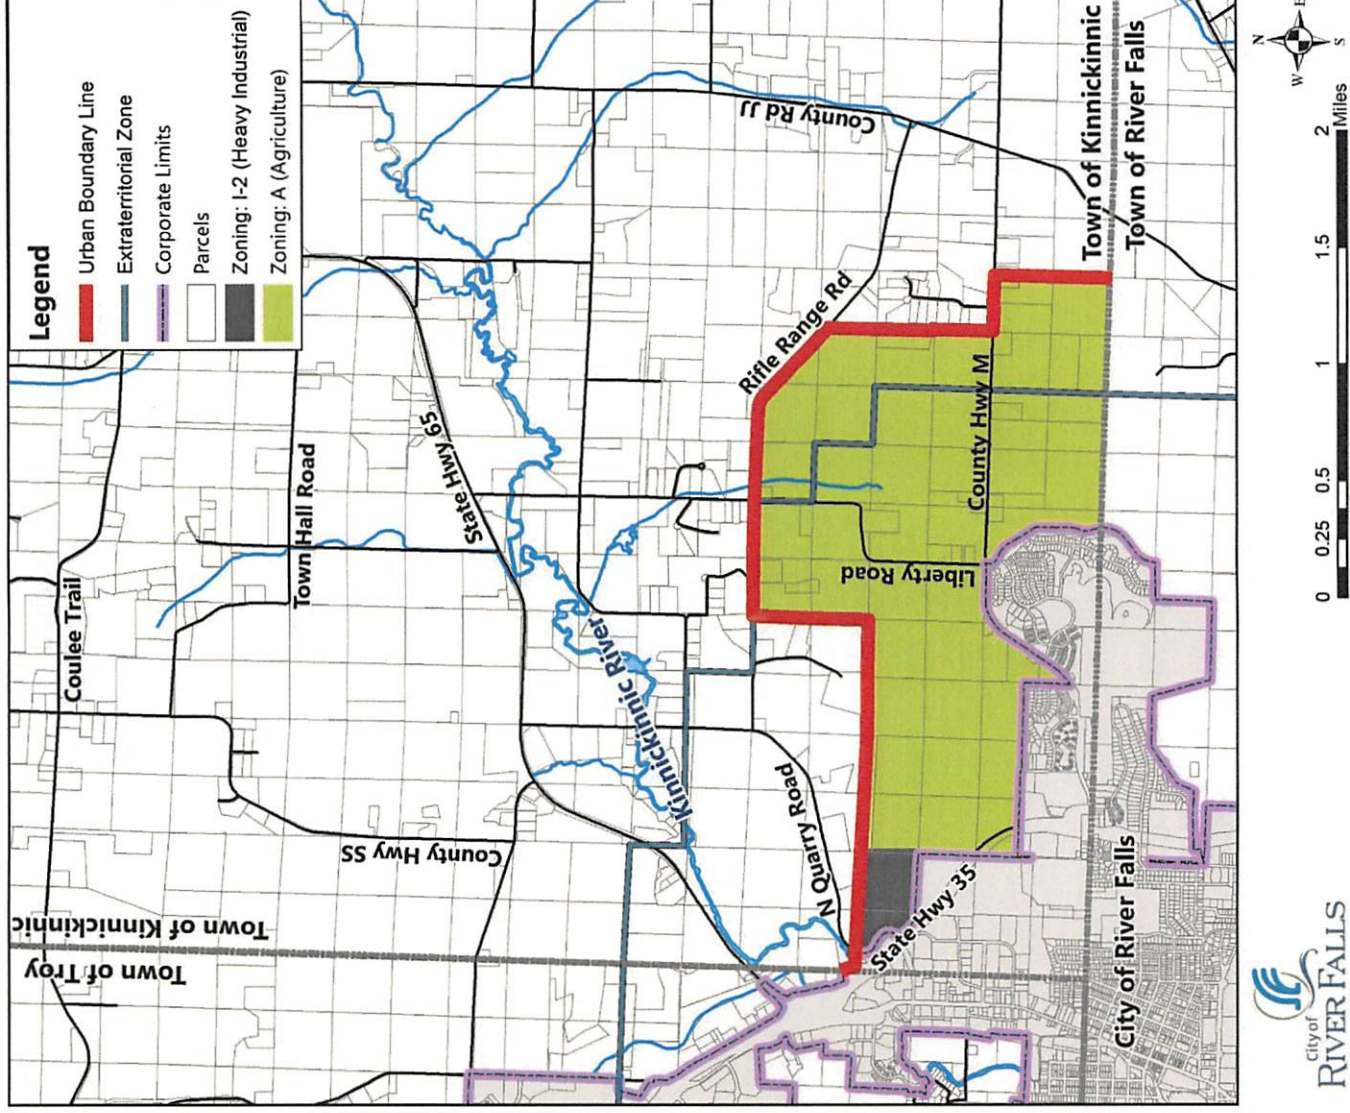 Legend
Urban Boundary Line
Extraterritorial Zone
Corporate Limits
Parcels
Zoning: I-2 (Heavy Industrial)
Zoning: A (Agriculture)
Coulee Trail
Town Hall Road
State Hwy 65
County Rd JJ
Rifle Range Rd
County Hwy M
Liberty Road
Kinnickinnic River
N Quarry Road
County Hwy SS
State Hwy 35
Town of Kinnickinnic
Town of Troy
Town of Kinnickinnic
Town of River Falls
City of River Falls
N
E
S
W
0 0.25 0.5 1 1.5 2
Miles
City of
RIVER FALLS